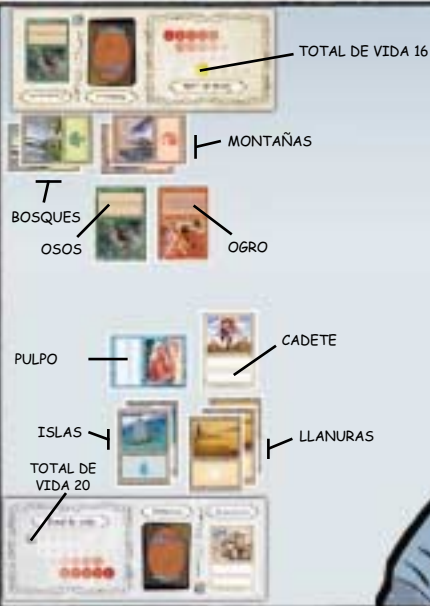 TOTAL DE VIDA 16
MONTAÑAS
BOSQUES
OSOS
OGRO
CADETE
PULPO
ISLAS
LLANURAS
TOTAL DE
VIDA 20